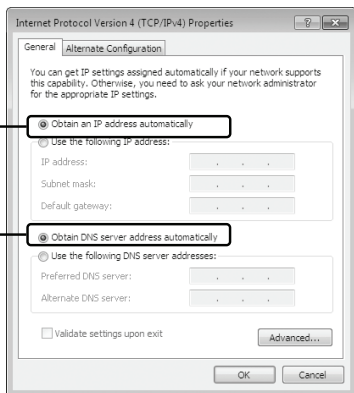 Internet Protocol Version 4 (TCP/IPv4) Properties
General
Alternate Configuration
You can get IP settings assigned automatically if your network supports
this capability. Otherwise, you need to ask your network administrator
for the appropriate IP settings.
Obtain an IP address automatically
Use the following IP address:
IP address:
Subnet mask:
Default gateway:
Obtain DNS server address automatically
Use the following DNS server addresses:
Preferred DNS server:
Alternate DNS server:
Validate settings upon exit
Advanced...
OK
Cancel